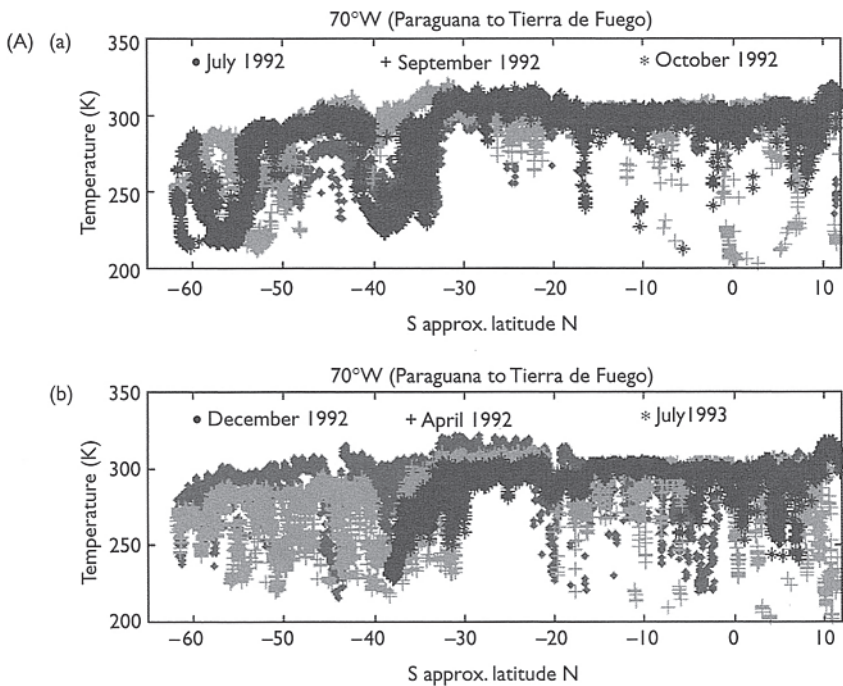 (A) (a)
70°W (Paraguana to Tierra de Fuego)
350
• July 1992 + September 1992 * October 1992
300
Temperature (K)
250
200
−60 −50 −40 −30 −20 −10 0 10
S approx. latitude N
(b)
70°W (Paraguana to Tierra de Fuego)
350
• December 1992 + April 1992 * July1993
300
Temperature (K)
250
200
−60 −50 −40 −30 −20 −10 0 10
S approx. latitude N